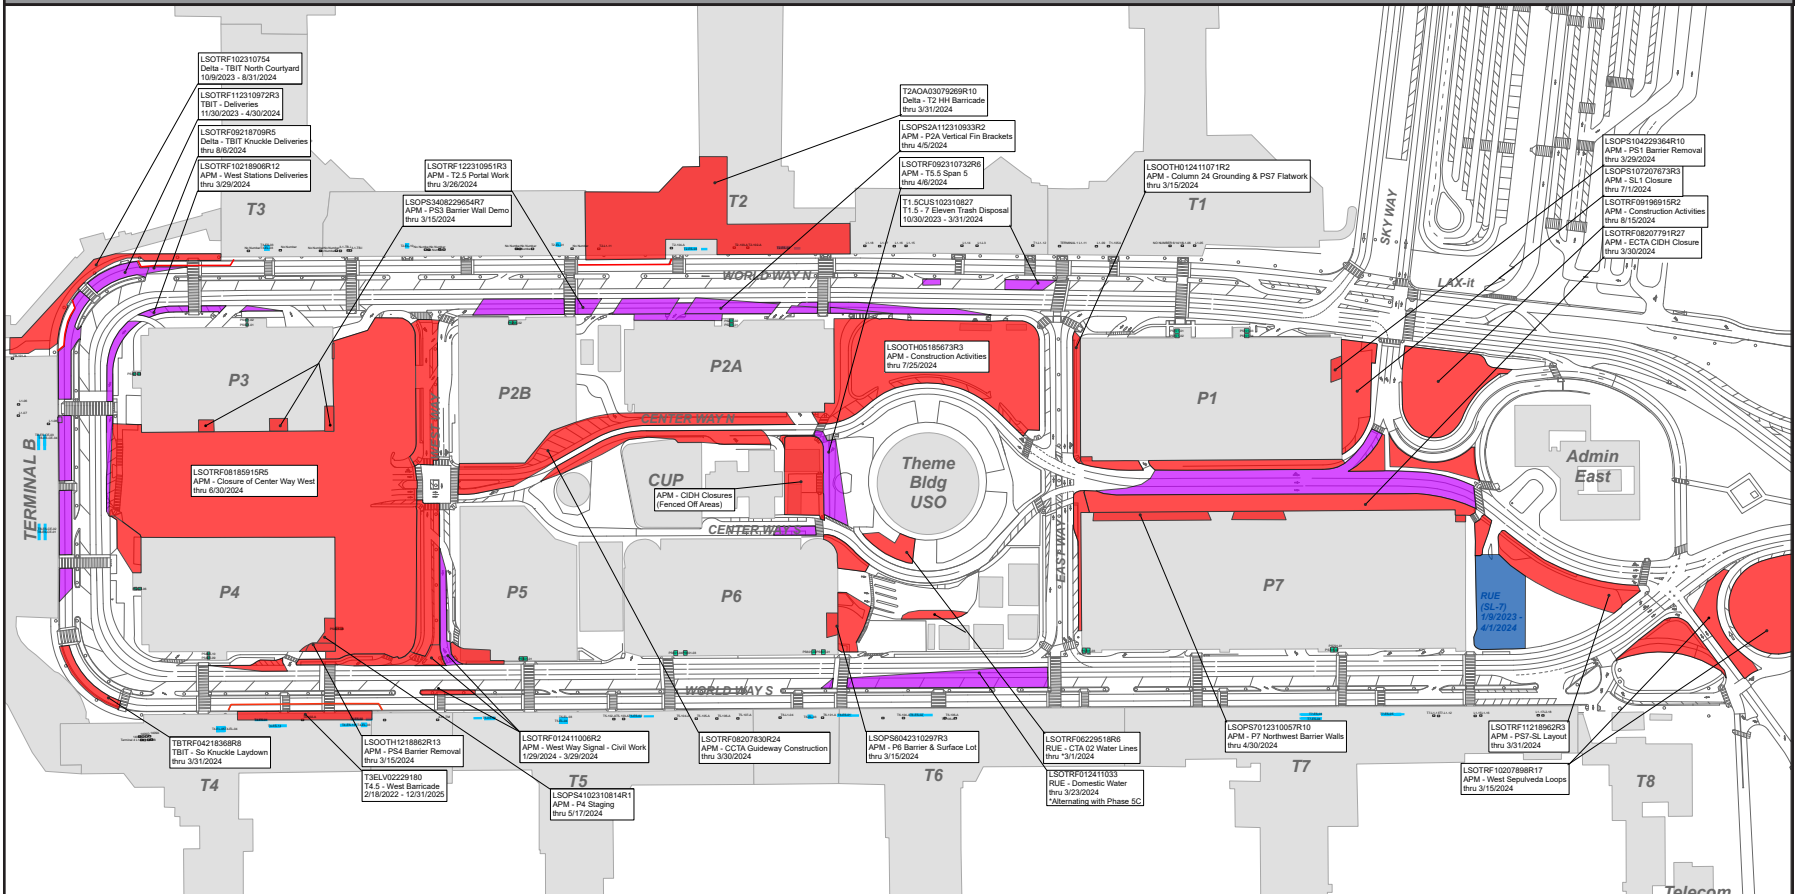 LSOTRF102310754
Delta - TBIT North Courtyard
10/9/2023 - 8/31/2024
LSOTRF112310972R3
TBIT - Deliveries
11/30/2023 - 4/30/2024
LSOTRF09218709R5
Delta - TBIT Knuckle Deliveries
thru 8/6/2024
LSOTRF10218906R12
APM - West Stations Deliveries
thru 3/29/2024
LSOTRF122310951R3
APM - T2.5 Portal Work
thru 3/26/2024
LSOPS3408229654R7
APM - PS3 Barrier Wall Demo
thru 3/15/2024
T2AOA03079269R10
Delta - T2 HH Barricade
thru 3/31/2024
LSOPS2A112310933R2
APM - P2A Vertical Fin Brackets
thru 4/5/2024
LSOTRF092310732R6
APM - T5.5 Span 5
thru 4/6/2024
T1.5CUS102310827
T1.5 - 7 Eleven Trash Disposal
10/30/2023 - 3/31/2024
LSOOTH012411071R2
APM - Column 24 Grounding & PS7 Flatwork
thru 3/15/2024
LSOPS104229364R10
APM - PS1 Barrier Removal
thru 3/29/2024
LSOPS107207673R3
APM - SL1 Closure
thru 7/1/2024
LSOTRF09196915R2
APM - Construction Activities
thru 8/15/2024
LSOTRF08207791R27
APM - ECTA CIDH Closure
thru 3/30/2024
T3
T2
T1
SKY WAY
LAX-it
WORLD WAY N
LSOOTH05185673R3
APM - Construction Activities
thru 7/25/2024
P3
P2B
P2A
P1
WEST WAY
CENTER WAY N
TERMINAL B
LSOTRF08185915R5
APM - Closure of Center Way West
thru 6/30/2024
CUP
APM - CIDH Closures
(Fenced Off Areas)
Theme
Bldg
USO
Admin
East
CENTER WAY S
EAST WAY
P4
P5
P6
P7
RUE
(SL-7)
1/9/2023 -
4/1/2024
WORLD WAY S
TBTRF04218368R8
TBIT - So Knuckle Laydown
thru 3/31/2024
LSOOTH1218862R13
APM - PS4 Barrier Removal
thru 3/15/2024
T3ELV02229180
T4.5 - West Barricade
2/18/2022 - 12/31/2025
LSOTRF012411006R2
APM - West Way Signal - Civil Work
1/29/2024 - 3/29/2024
LSOPS4102310814R1
APM - P4 Staging
thru 5/17/2024
LSOTRF08207830R24
APM - CCTA Guideway Construction
thru 3/30/2024
LSOPS6042310297R3
APM - P6 Barrier & Surface Lot
thru 3/15/2024
LSOTRF06229518R6
RUE - CTA 02 Water Lines
thru *3/1/2024
LSOTRF012411033
RUE - Domestic Water
thru 3/23/2024
*Alternating with Phase 5C
LSOPS7012310057R10
APM - P7 Northwest Barrier Walls
thru 4/30/2024
LSOTRF11218962R3
APM - PS7-SL Layout
thru 3/31/2024
LSOTRF10207898R17
APM - West Sepulveda Loops
thru 3/15/2024
T4
T5
T6
T7
T8
Telecom